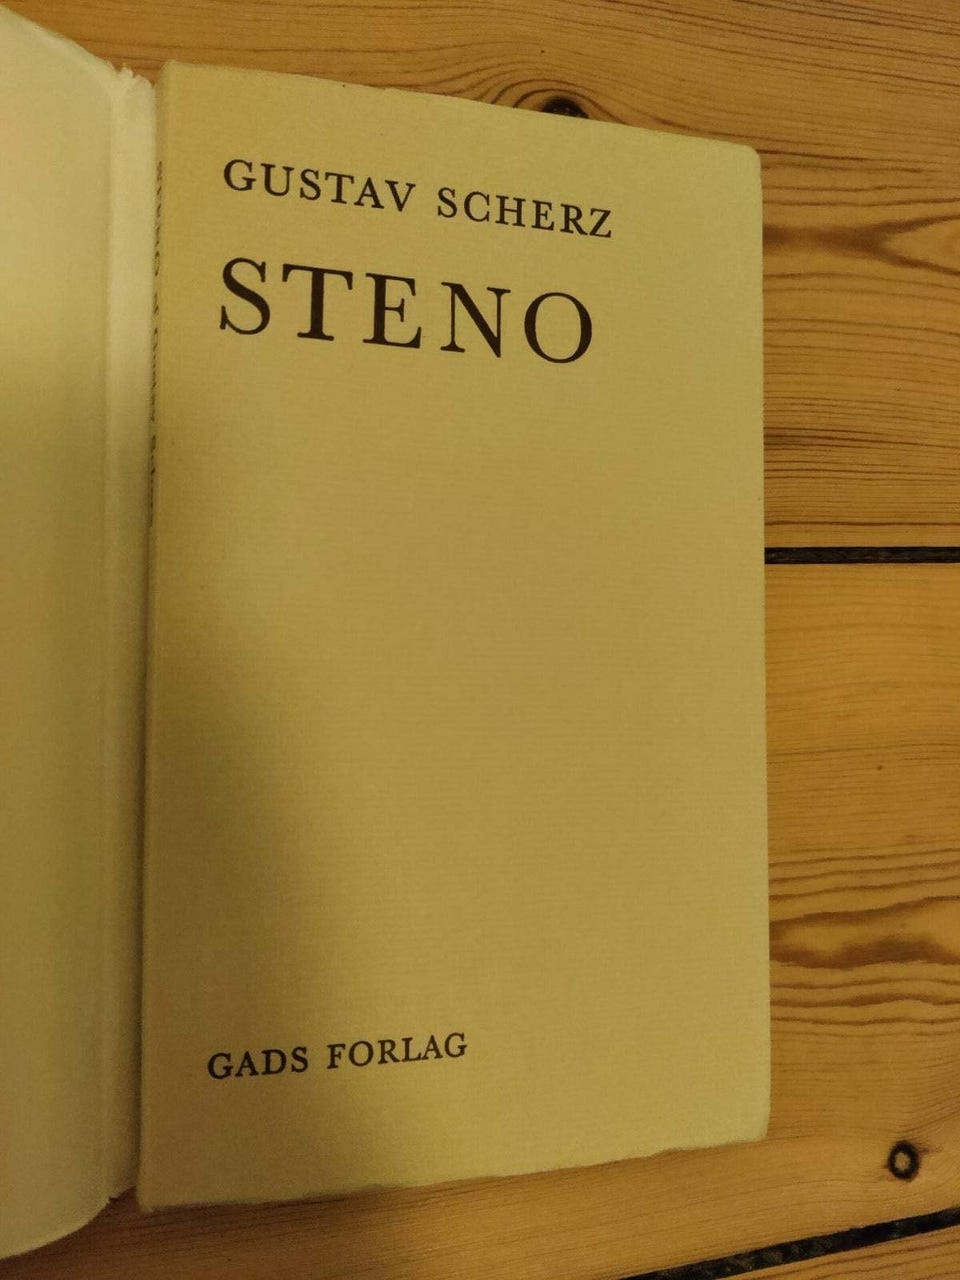 GUSTAV SCHERZ
STENO
GADS FORLAG